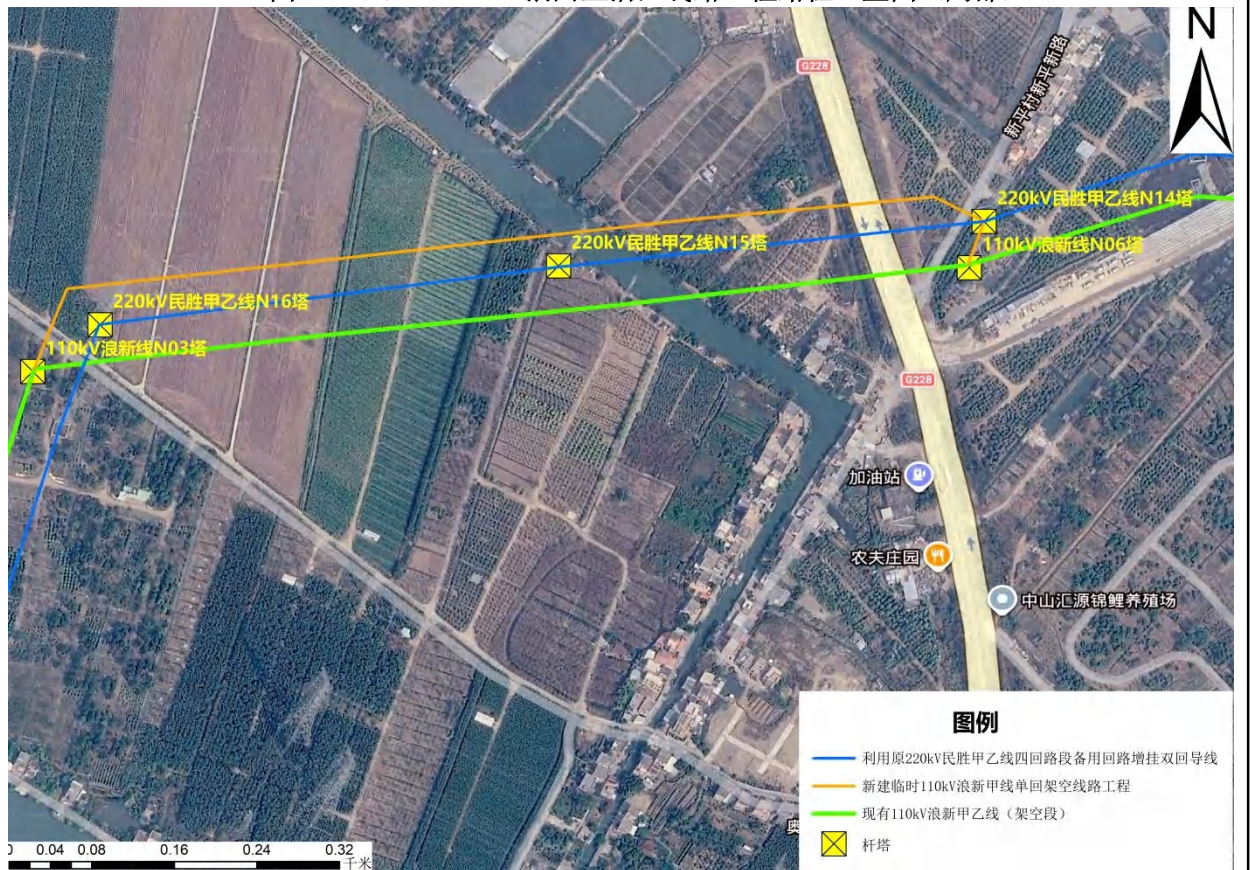 N
G228
新平村新平新路
220kV民胜甲乙线N14塔
220kV民胜甲乙线N15塔
110kV浪新线N06塔
220kV民胜甲乙线N16塔
110kV浪新线N03塔
G228
加油站
农夫庄园
中山汇源锦鲤养殖场
奥
图例
利用原220kV民胜甲乙线四回路段备用回路增挂双回导线
新建临时110kV浪新甲线单回架空线路工程
现有110kV浪新甲乙线（架空段）
杆塔
0 0.04 0.08 0.16 0.24 0.32
千米